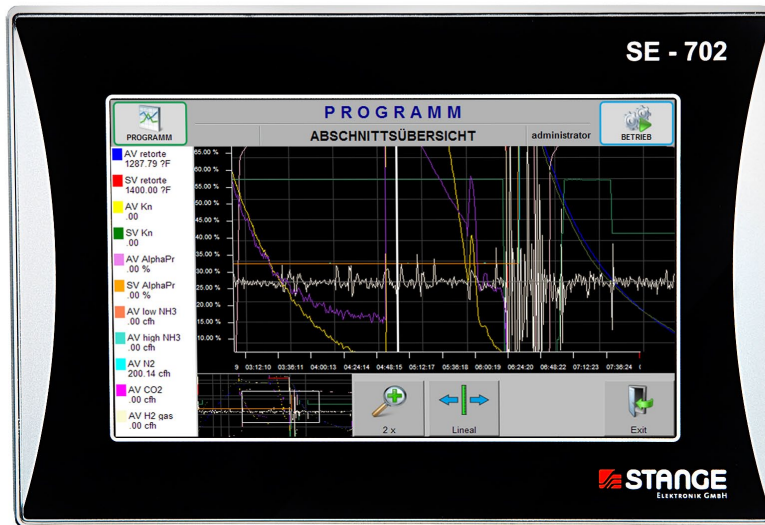 SE - 702
PROGRAMM
PROGRAMM
ABSCHNITTSÜBERSICHT
administrator
BETRIEB
AV retorte
1287.79 ?F
SV retorte
1400.00 ?F
AV Kn
.00
SV Kn
.00
AV AlphaPr
.00 %
SV AlphaPr
.00 %
AV low NH3
.00 cfh
AV high NH3
.00 cfh
AV N2
200.14 cfh
AV CO2
.00 cfh
AV H2 gas
.00 cfh
65.00 %
60.00 %
55.00 %
50.00 %
45.00 %
40.00 %
35.00 %
30.00 %
25.00 %
20.00 %
15.00 %
10.00 %
9 03:12:10 03:36:11 04:00:13 04:24:14 04:48:15 05:12:17 05:36:18 06:00:19 06:24:20 06:48:22 07:12:23 07:36:24
2 x
Lineal
Exit
STANGE
ELEKTRONIK GMBH